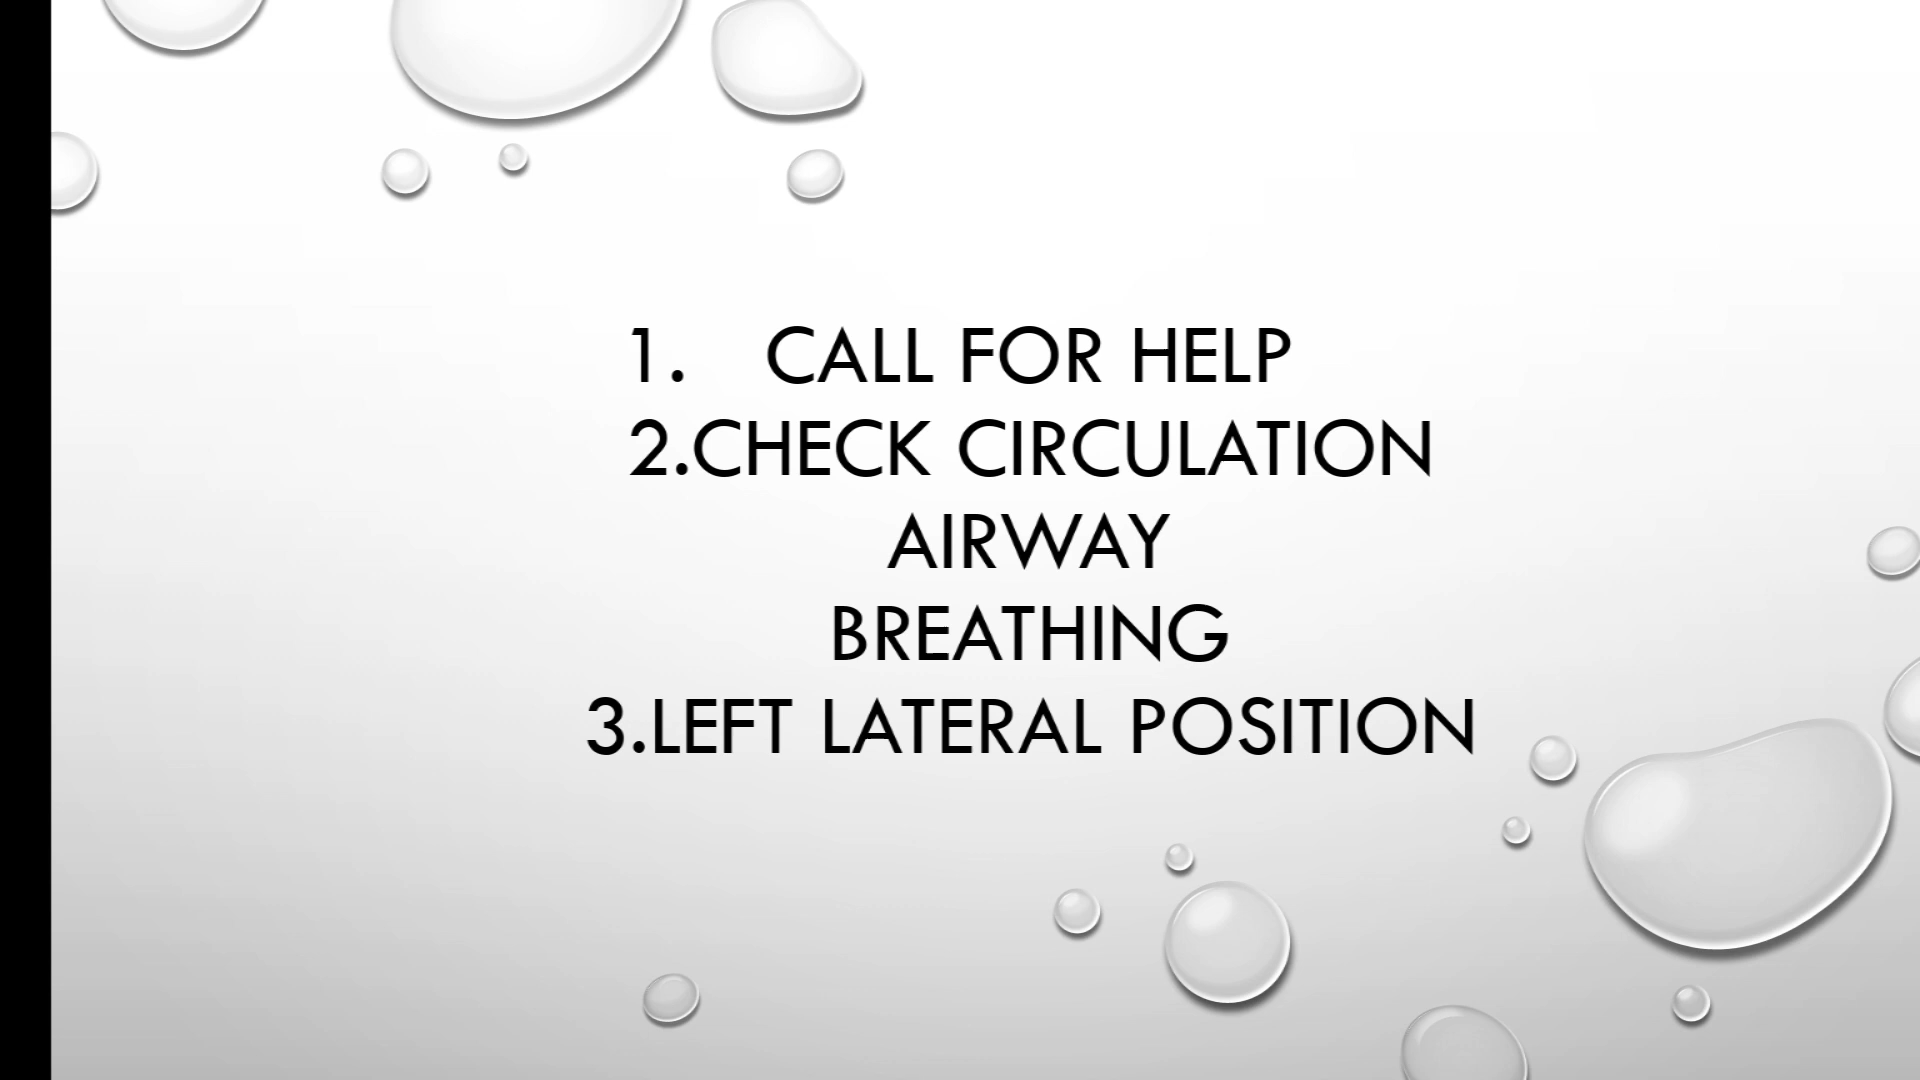 1. CALL FOR HELP
2.CHECK CIRCULATION
AIRWAY
BREATHING
3.LEFT LATERAL POSITION